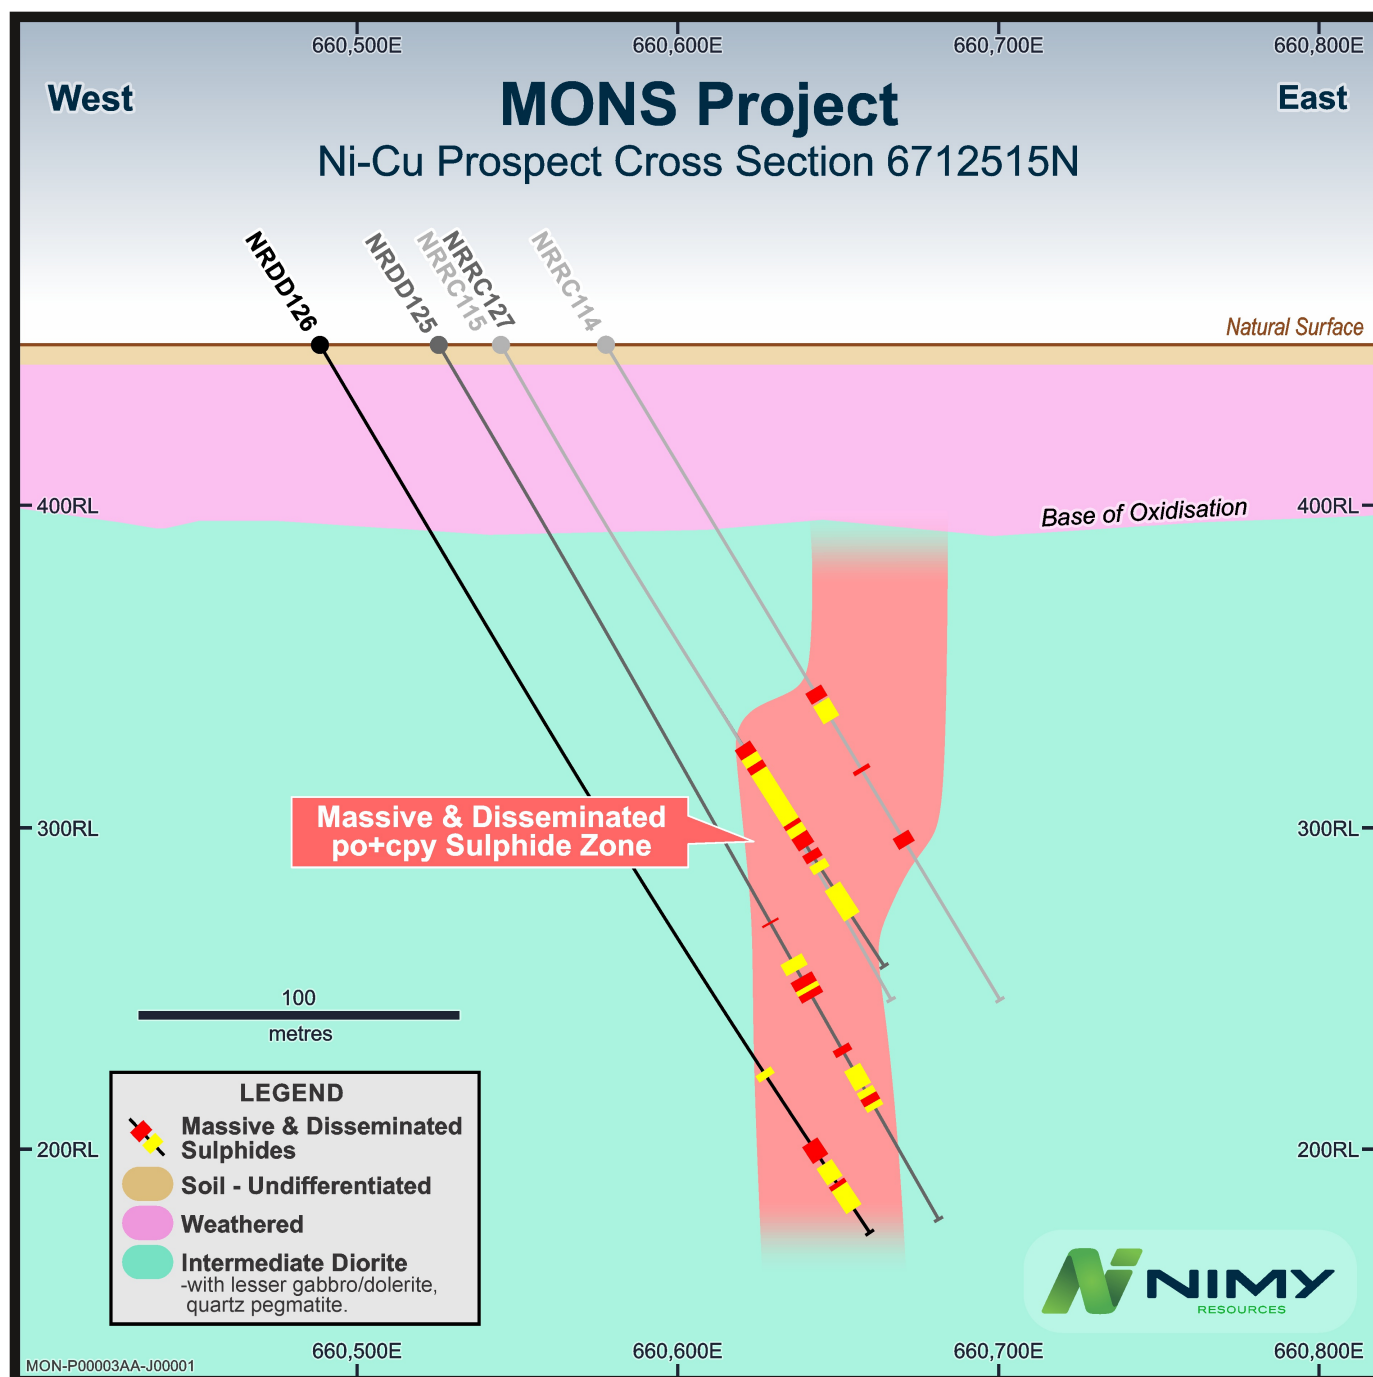 660,500E
660,600E
660,700E
660,800E
West
MONS Project
East
Ni-Cu Prospect Cross Section 6712515N
NRDD126
NRDD125
NRRC115
NRRC127
NRRC114
Natural Surface
400RL
Base of Oxidisation
400RL
300RL
Massive & Disseminated
po+cpy Sulphide Zone
300RL
100
metres
200RL
200RL
LEGEND
Massive & Disseminated
Sulphides
Soil - Undifferentiated
Weathered
Intermediate Diorite
-with lesser gabbro/dolerite,
quartz pegmatite.
NIMY
RESOURCES
660,500E
660,600E
660,700E
660,800E
MON-P00003AA-J00001